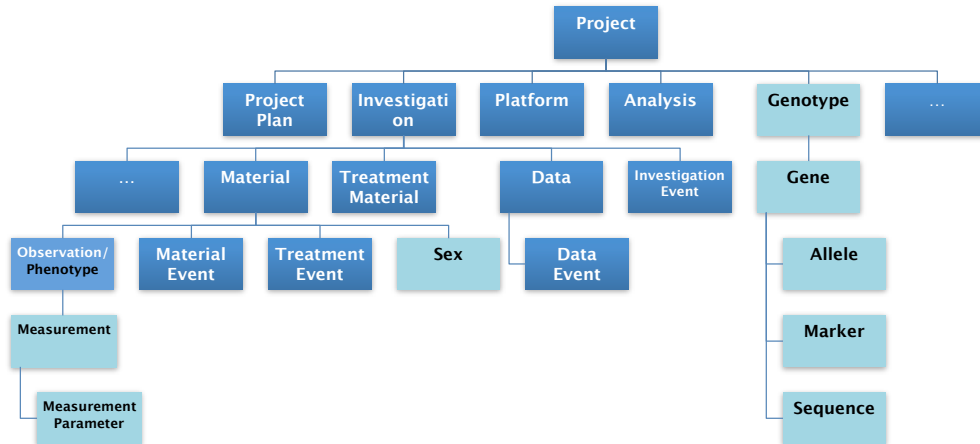 Project
Project
Plan
Investigati
on
Platform
Analysis
Genotype
...
...
Material
Treatment
Material
Data
Investigation
Event
Gene
Observation/
Phenotype
Material
Event
Treatment
Event
Sex
Data
Event
Allele
Measurement
Marker
Measurement
Parameter
Sequence